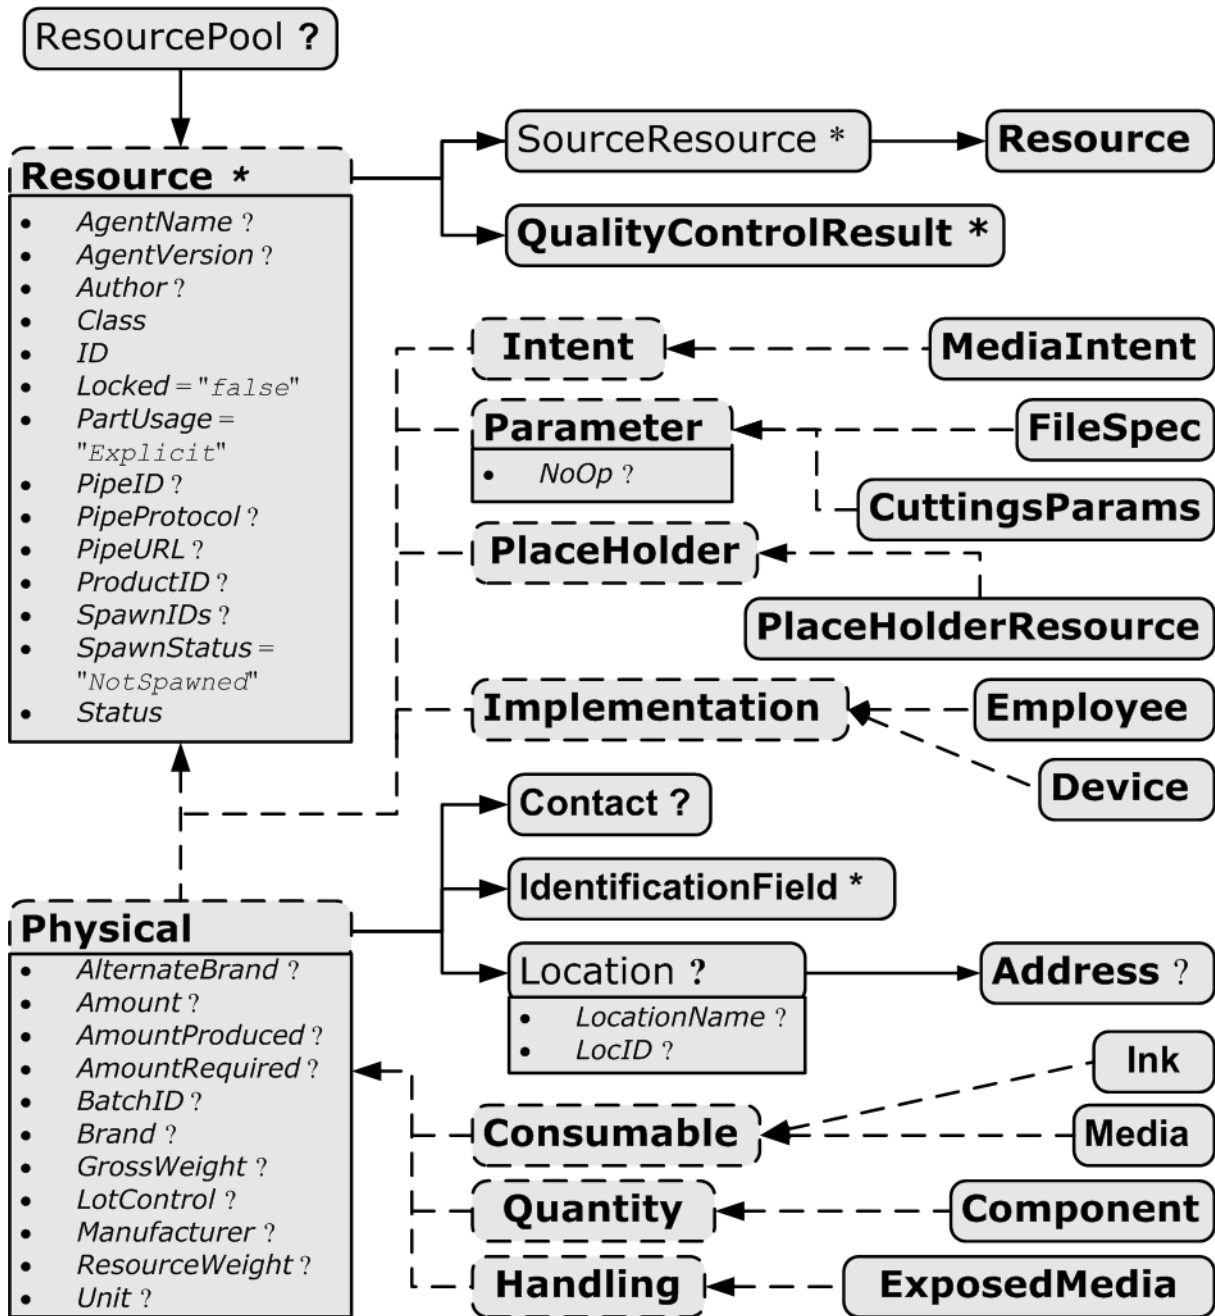 ResourcePool ?
Resource *
• AgentName ?
• AgentVersion ?
• Author ?
• Class
• ID
• Locked = "false"
• PartUsage =
"Explicit"
• PipeID ?
• PipeProtocol ?
• PipeURL ?
• ProductID ?
• SpawnIDs ?
• SpawnStatus =
"NotSpawned"
• Status
SourceResource *
Resource
QualityControlResult *
Intent
MediaIntent
Parameter
• NoOp ?
FileSpec
CuttingsParams
PlaceHolder
PlaceHolderResource
Implementation
Employee
Device
Contact ?
IdentificationField *
Physical
• AlternateBrand ?
• Amount ?
• AmountProduced ?
• AmountRequired ?
• BatchID ?
• Brand ?
• GrossWeight ?
• LotControl ?
• Manufacturer ?
• ResourceWeight ?
• Unit ?
Location ?
• LocationName ?
• LocID ?
Address ?
Ink
Consumable
Media
Quantity
Component
Handling
ExposedMedia